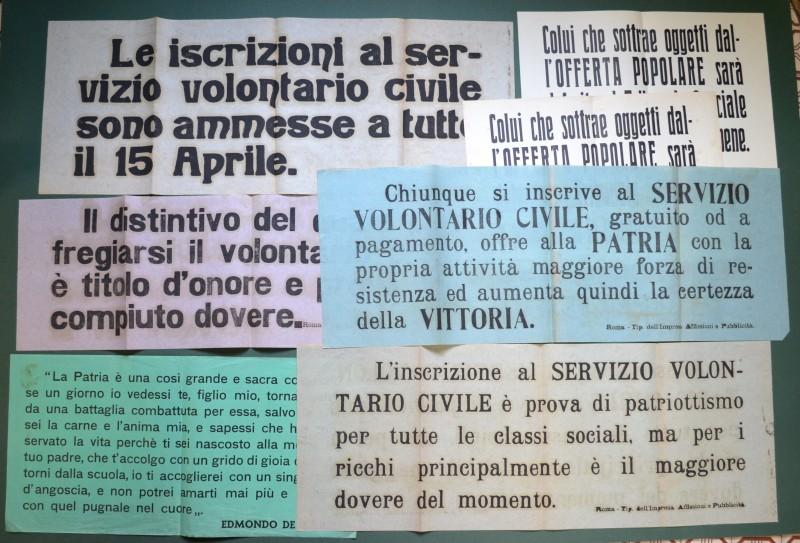 Le iscrizioni al ser-
vizio volontario civile
sono ammesse a tutto
il 15 Aprile.
Colui che sottrae oggetti dal-
l'OFFERTA POPOLARE sarà
Colui che sottrae oggetti dal-
l'OFFERTA POPOLARE sarà
Il distintivo del
fregiarsi il volonta
è titolo d'onore e
compiuto dovere.
Roma
Chiunque si inscrive al SERVIZIO
VOLONTARIO CIVILE, gratuito od a
pagamento, offre alla PATRIA con la
propria attività maggiore forza di re-
sistenza ed aumenta quindi la certezza
della VITTORIA.
Roma - Tip. dell'Impresa Affissioni e Pubblicità.
"La Patria è una cosi grande e sacra co
se un giorno io vedessi te, figlio mio, torna
da una battaglia combattuta per essa, salvo
sei la carne e l'anima mia, e sapessi che h
servato la vita perchè ti sei nascosto alla m
tuo padre, che t'accolgo con un grido di gioia
torni dalla scuola, io ti accoglierei con un sing
d'angoscia, e non potrei amarti mai più e
con quel pugnale nel cuore„.
EDMONDO DE
L'inscrizione al SERVIZIO VOLON-
TARIO CIVILE è prova di patriottismo
per tutte le classi sociali, ma per i
ricchi principalmente è il maggiore
dovere del momento.
Roma - Tip. dell'Impresa Affissioni e Pubblicità.